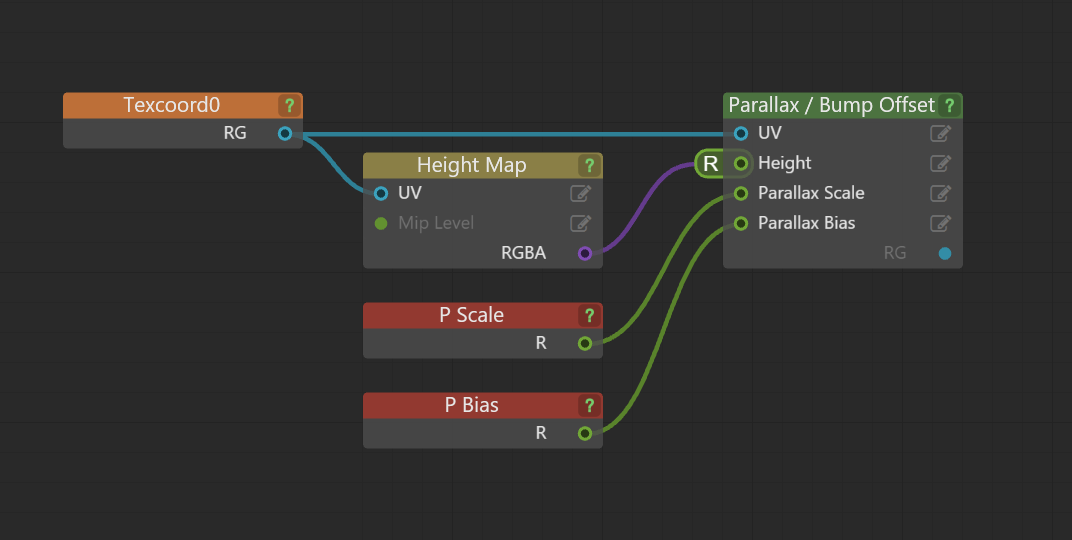 Texcoord0 ?
RG
Height Map ?
UV
Mip Level
RGBA
P Scale ?
R
P Bias ?
R
Parallax / Bump Offset ?
UV
R Height
Parallax Scale
Parallax Bias
RG